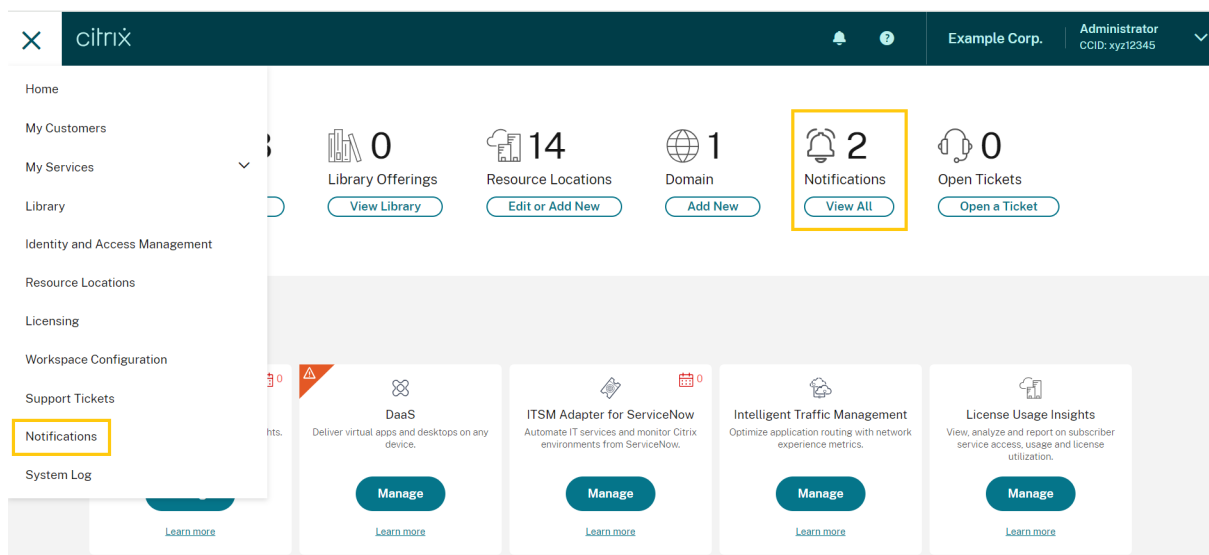 citrix
Example Corp.
Administrator
CCID: xyz12345
Home
My Customers
My Services
Library
Identity and Access Management
Resource Locations
Licensing
Workspace Configuration
Support Tickets
Notifications
System Log
0
Library Offerings
View Library
14
Resource Locations
Edit or Add New
1
Domain
Add New
2
Notifications
View All
0
Open Tickets
Open a Ticket
0
Learn more
DaaS
Deliver virtual apps and desktops on any
device.
Manage
Learn more
0
ITSM Adapter for ServiceNow
Automate IT services and monitor Citrix
environments from ServiceNow.
Manage
Learn more
Intelligent Traffic Management
Optimize application routing with network
experience metrics.
Manage
Learn more
License Usage Insights
View, analyze and report on subscriber
service access, usage and license
utilization.
Manage
Learn more